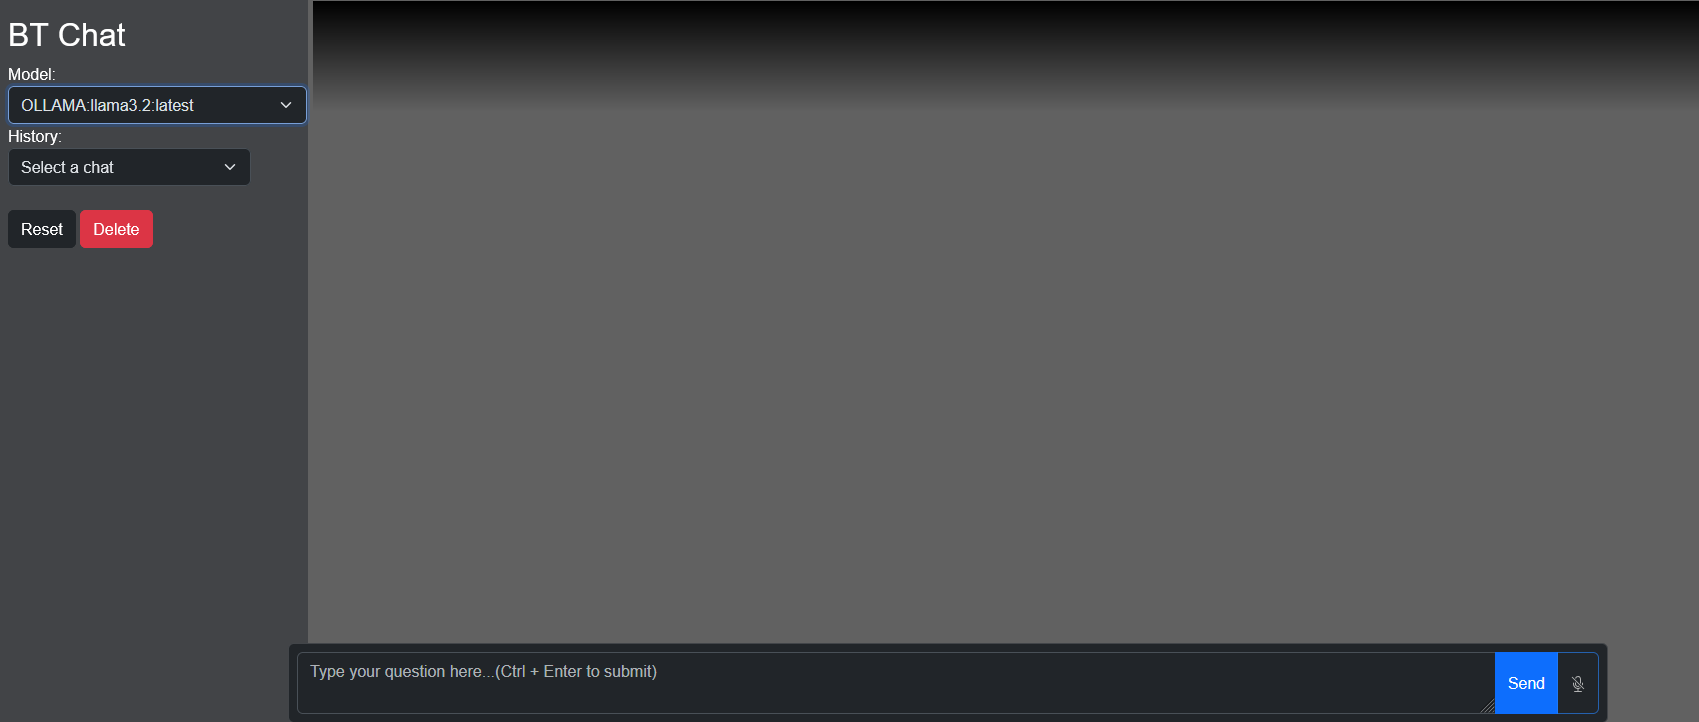 BT Chat
Model:
OLLAMA:llama3.2:latest
History:
Select a chat
Reset Delete
Type your question here...(Ctrl + Enter to submit)
Send